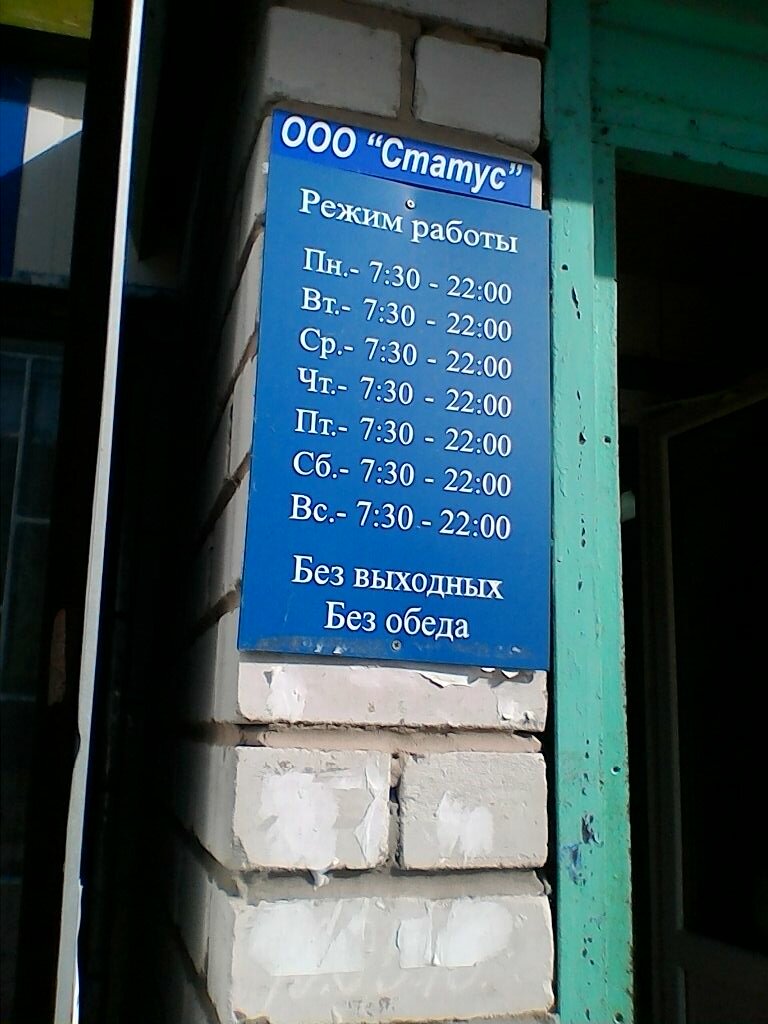 ООО “Статус”
Режим работы
Пн.- 7:30 - 22:00
Вт.- 7:30 - 22:00
Ср.- 7:30 - 22:00
Чт.- 7:30 - 22:00
Пт.- 7:30 - 22:00
Сб.- 7:30 - 22:00
Вс.- 7:30 - 22:00
Без выходных
Без обеда